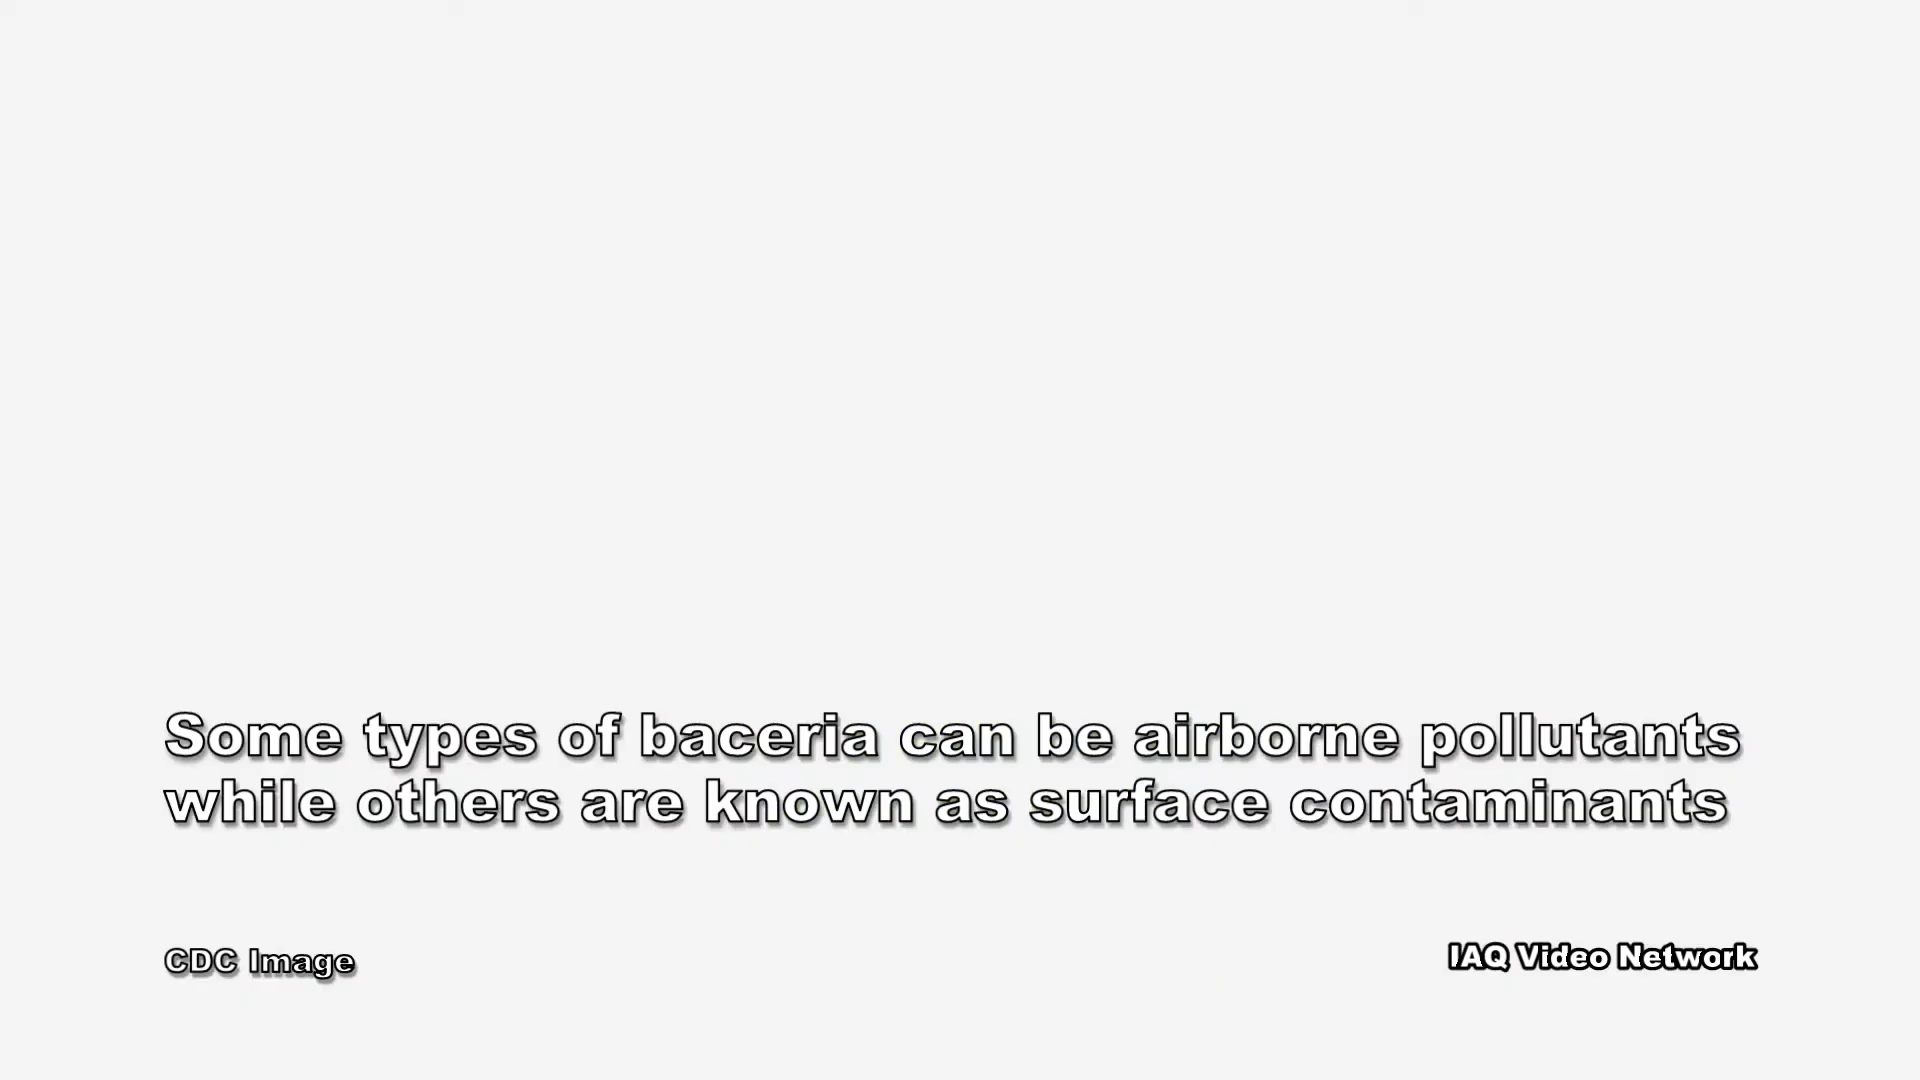 Some types of baceria can be airborne pollutants
while others are known as surface contaminants
CDC Image
IAQ Video Network